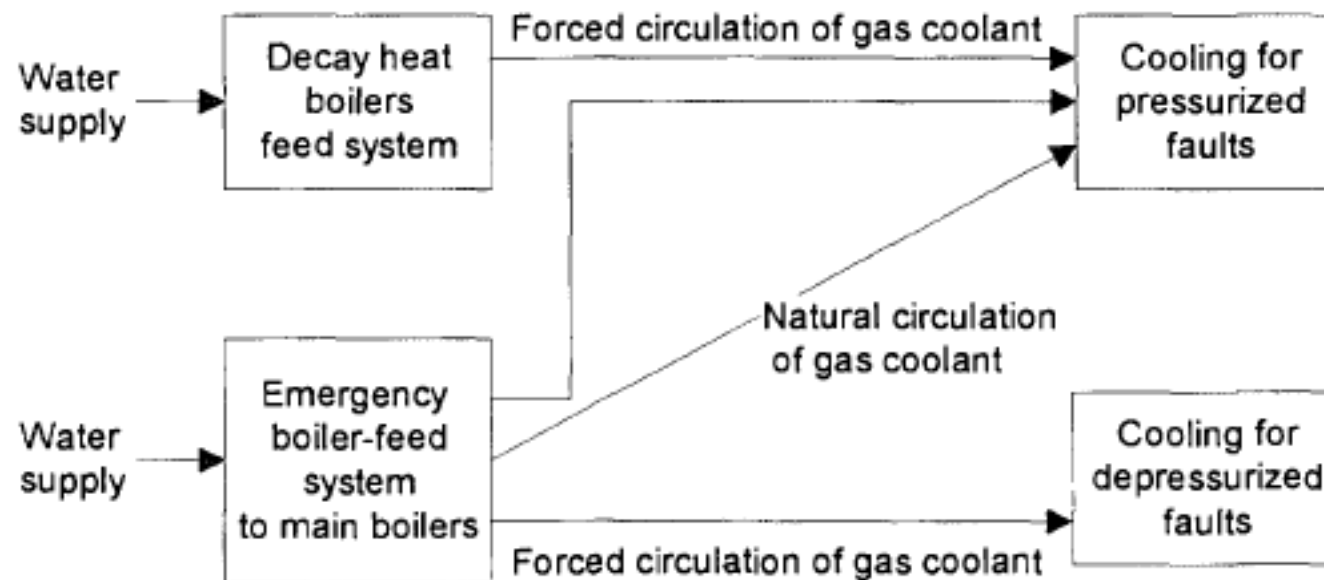 Forced circulation of gas coolant
Water
supply
Decay heat
boilers
feed system
Cooling for
pressurized
faults
Natural circulation
of gas coolant
Water
supply
Emergency
boiler-feed
system
to main boilers
Cooling for
depressurized
faults
Forced circulation of gas coolant